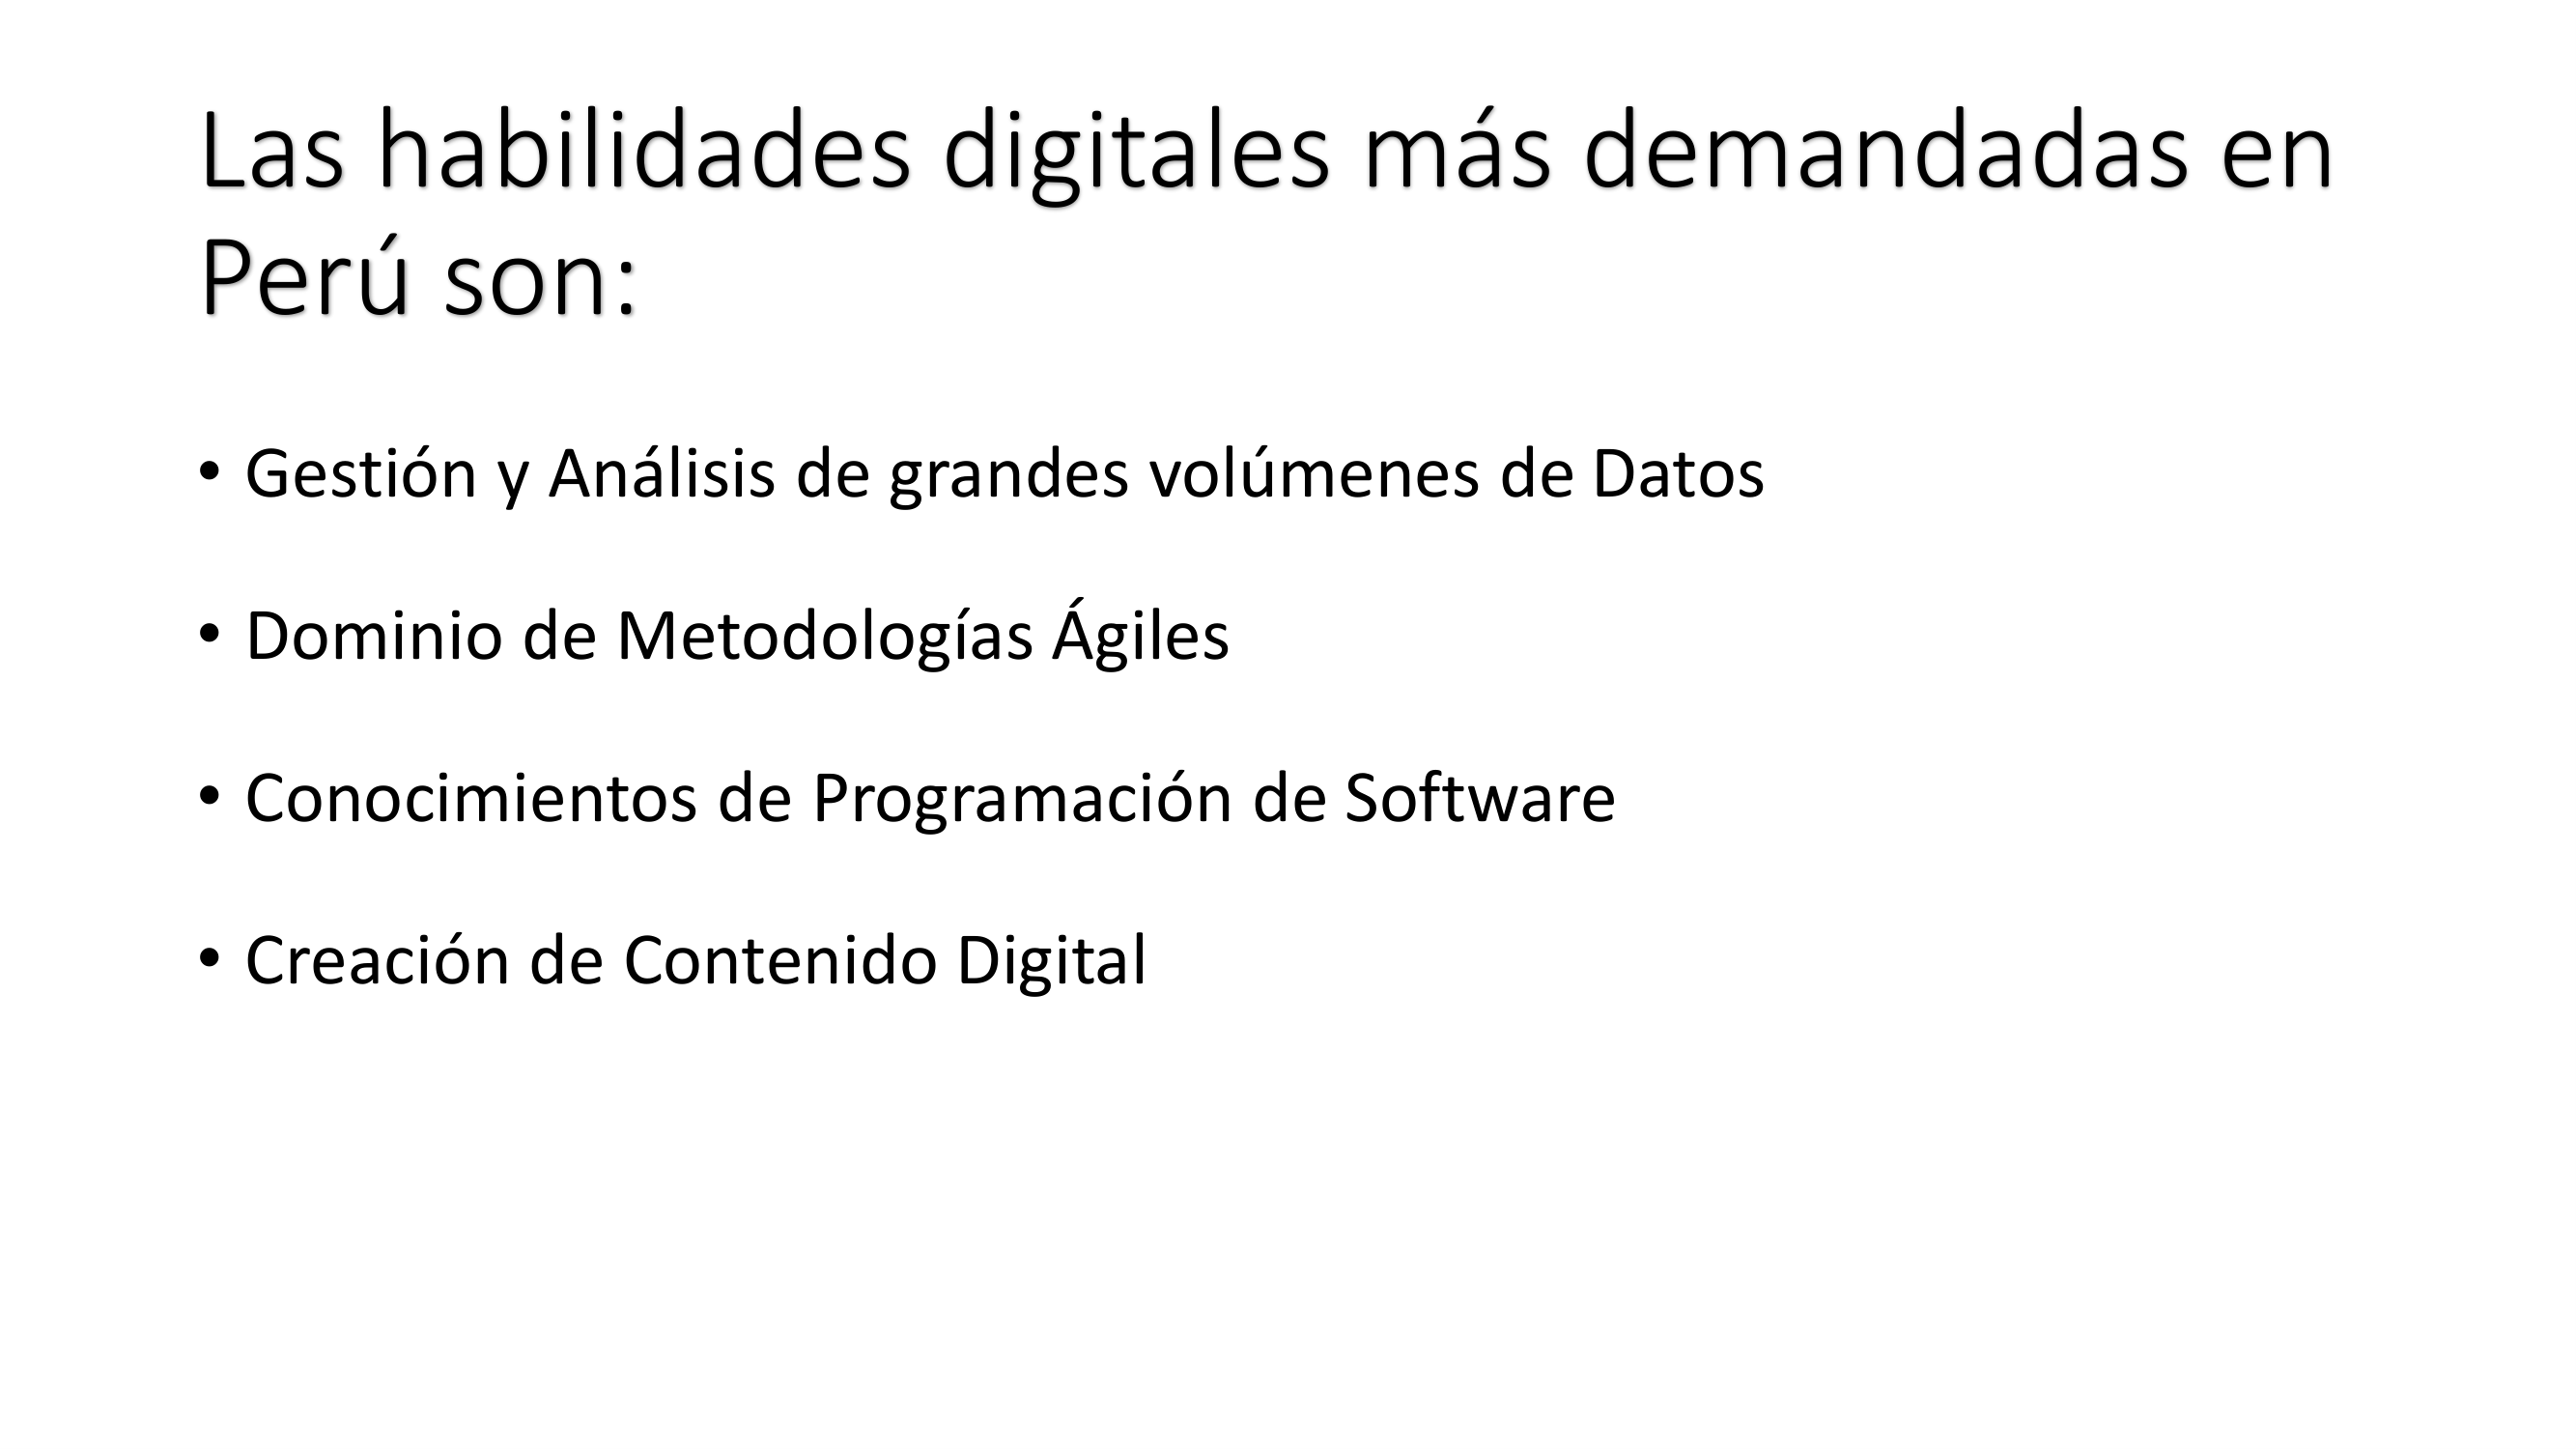 Las habilidades digitales más demandadas en
Perú son:
• Gestión y Análisis de grandes volúmenes de Datos
• Dominio de Metodologías Ágiles
• Conocimientos de Programación de Software
• Creación de Contenido Digital